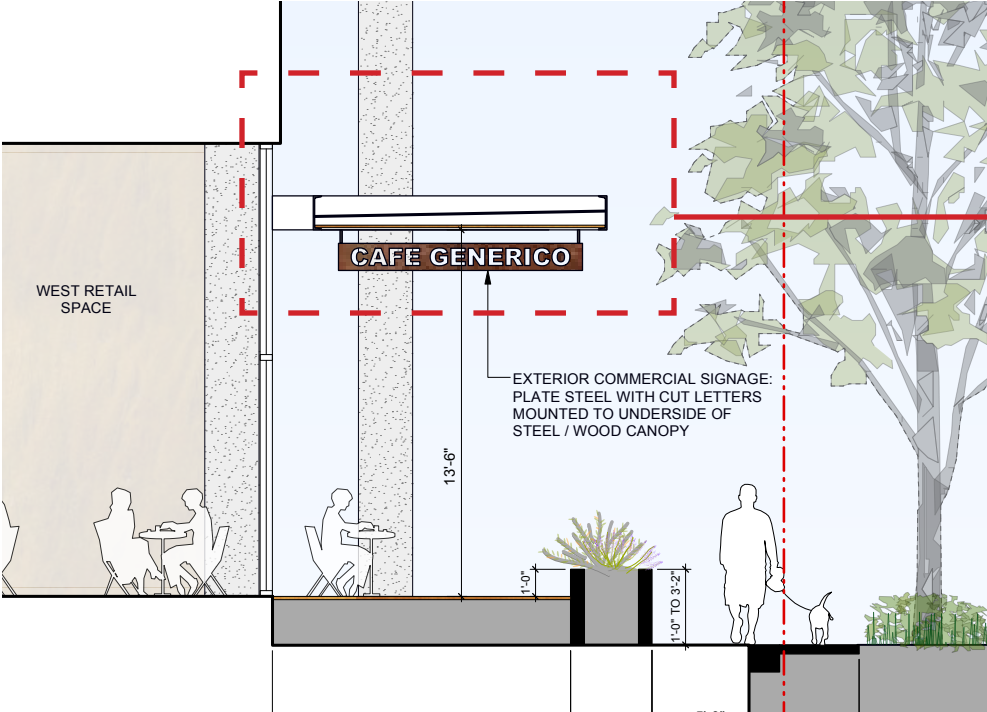 CAFE GENERICO
WEST RETAIL
SPACE
EXTERIOR COMMERCIAL SIGNAGE:
PLATE STEEL WITH CUT LETTERS
MOUNTED TO UNDERSIDE OF
STEEL / WOOD CANOPY
13'-6"
1'-0"
1'-0" TO 3'-2"